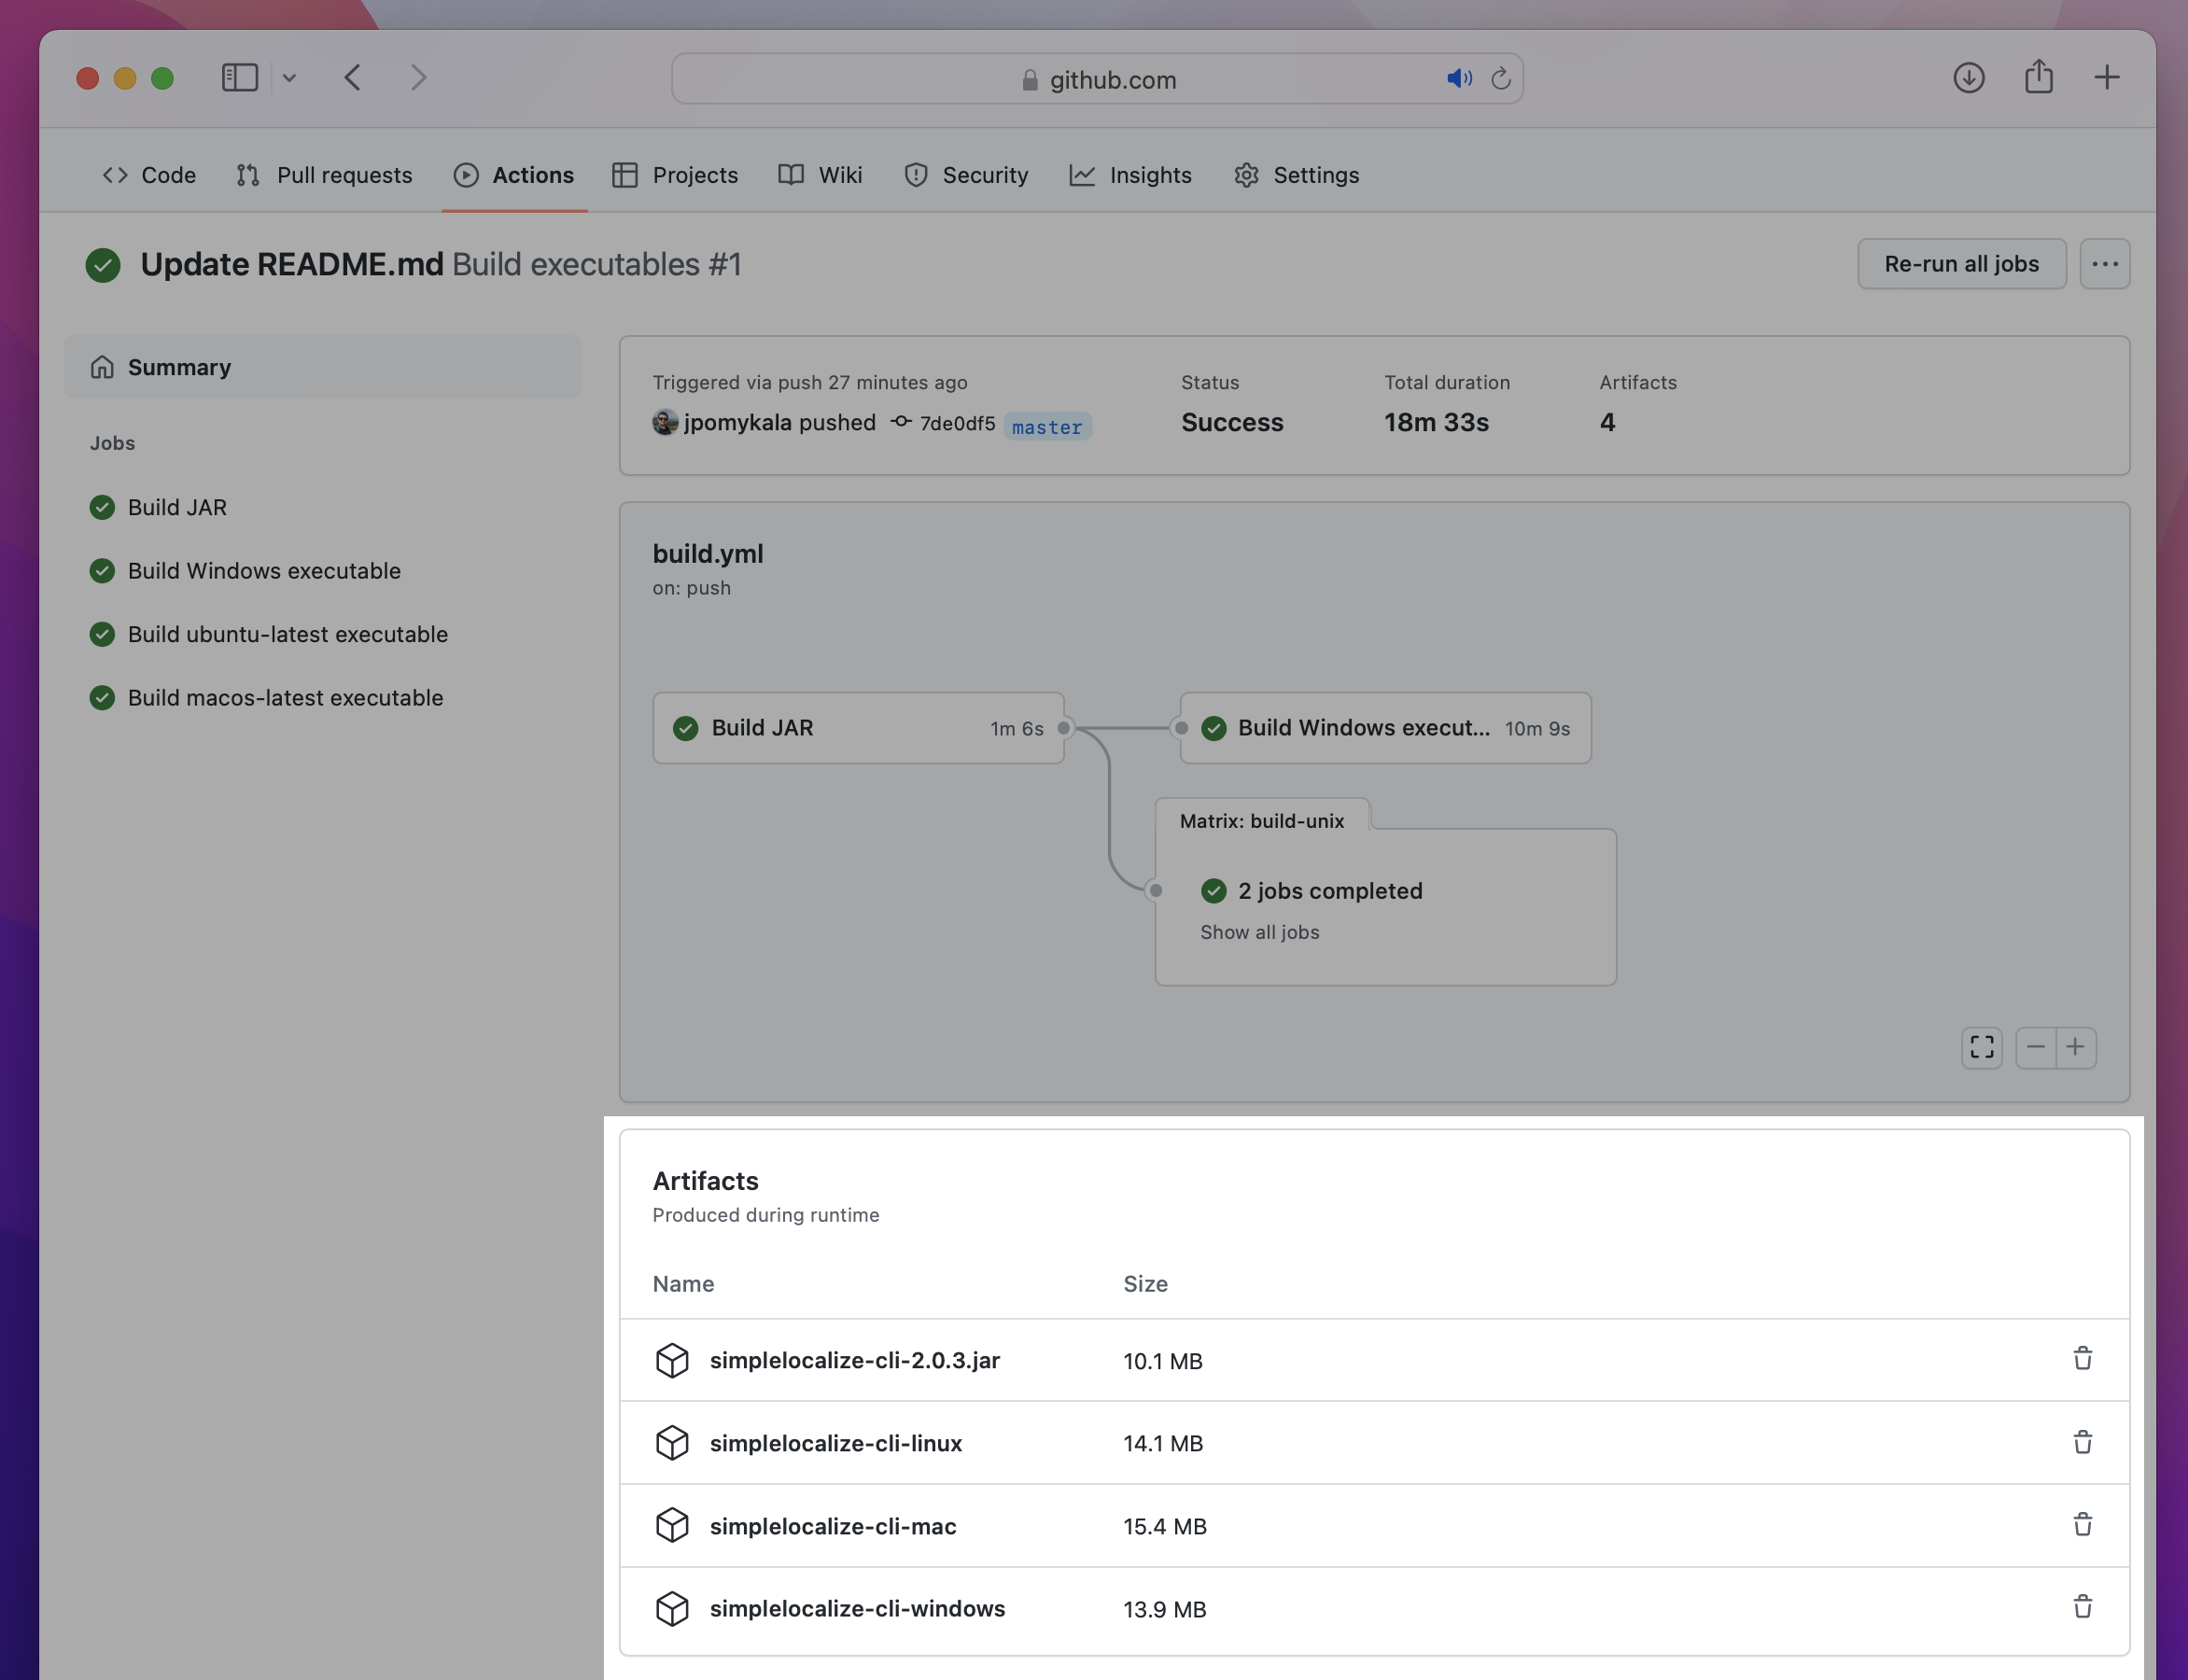 github.com
Code Pull requests Actions Projects Wiki Security Insights Settings
Update README.md Build executables #1
Re-run all jobs
Summary
Jobs
Build JAR
Build Windows executable
Build ubuntu-latest executable
Build macos-latest executable
Triggered via push 27 minutes ago
jpomykala pushed 7de0df5 master
Status
Success
Total duration
18m 33s
Artifacts
4
build.yml
on: push
Build JAR 1m 6s
Build Windows execut... 10m 9s
Matrix: build-unix
2 jobs completed
Show all jobs
Artifacts
Produced during runtime
Name Size
simplelocalize-cli-2.0.3.jar 10.1 MB
simplelocalize-cli-linux 14.1 MB
simplelocalize-cli-mac 15.4 MB
simplelocalize-cli-windows 13.9 MB